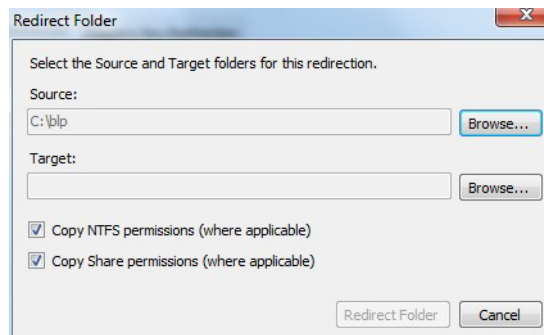 Redirect Folder
Select the Source and Target folders for this redirection.
Source:
C:\blp
Browse...
Target:
Browse...
Copy NTFS permissions (where applicable)
Copy Share permissions (where applicable)
Redirect Folder
Cancel